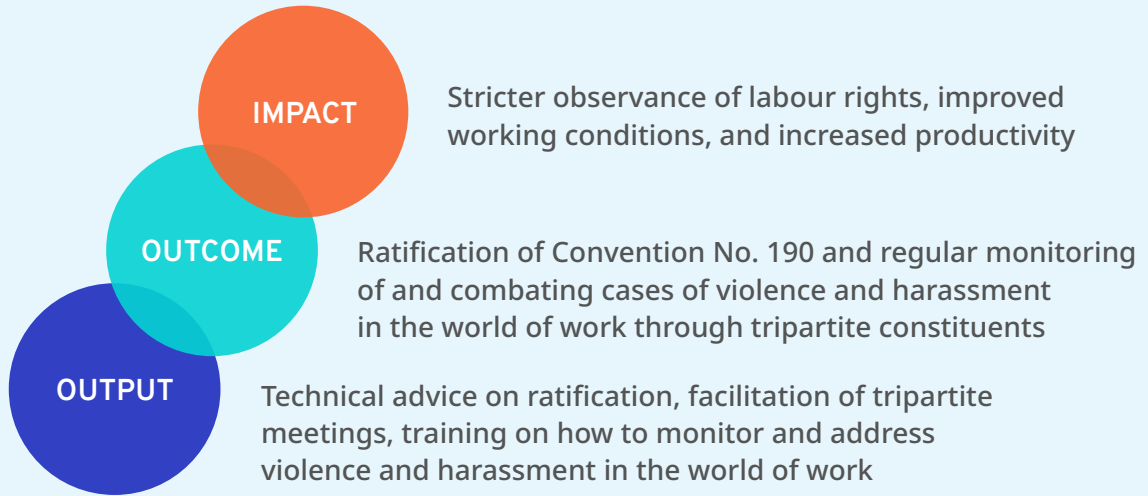 IMPACT
Stricter observance of labour rights, improved
working conditions, and increased productivity
OUTCOME
Ratification of Convention No. 190 and regular monitoring
of and combating cases of violence and harassment
in the world of work through tripartite constituents
OUTPUT
Technical advice on ratification, facilitation of tripartite
meetings, training on how to monitor and address
violence and harassment in the world of work